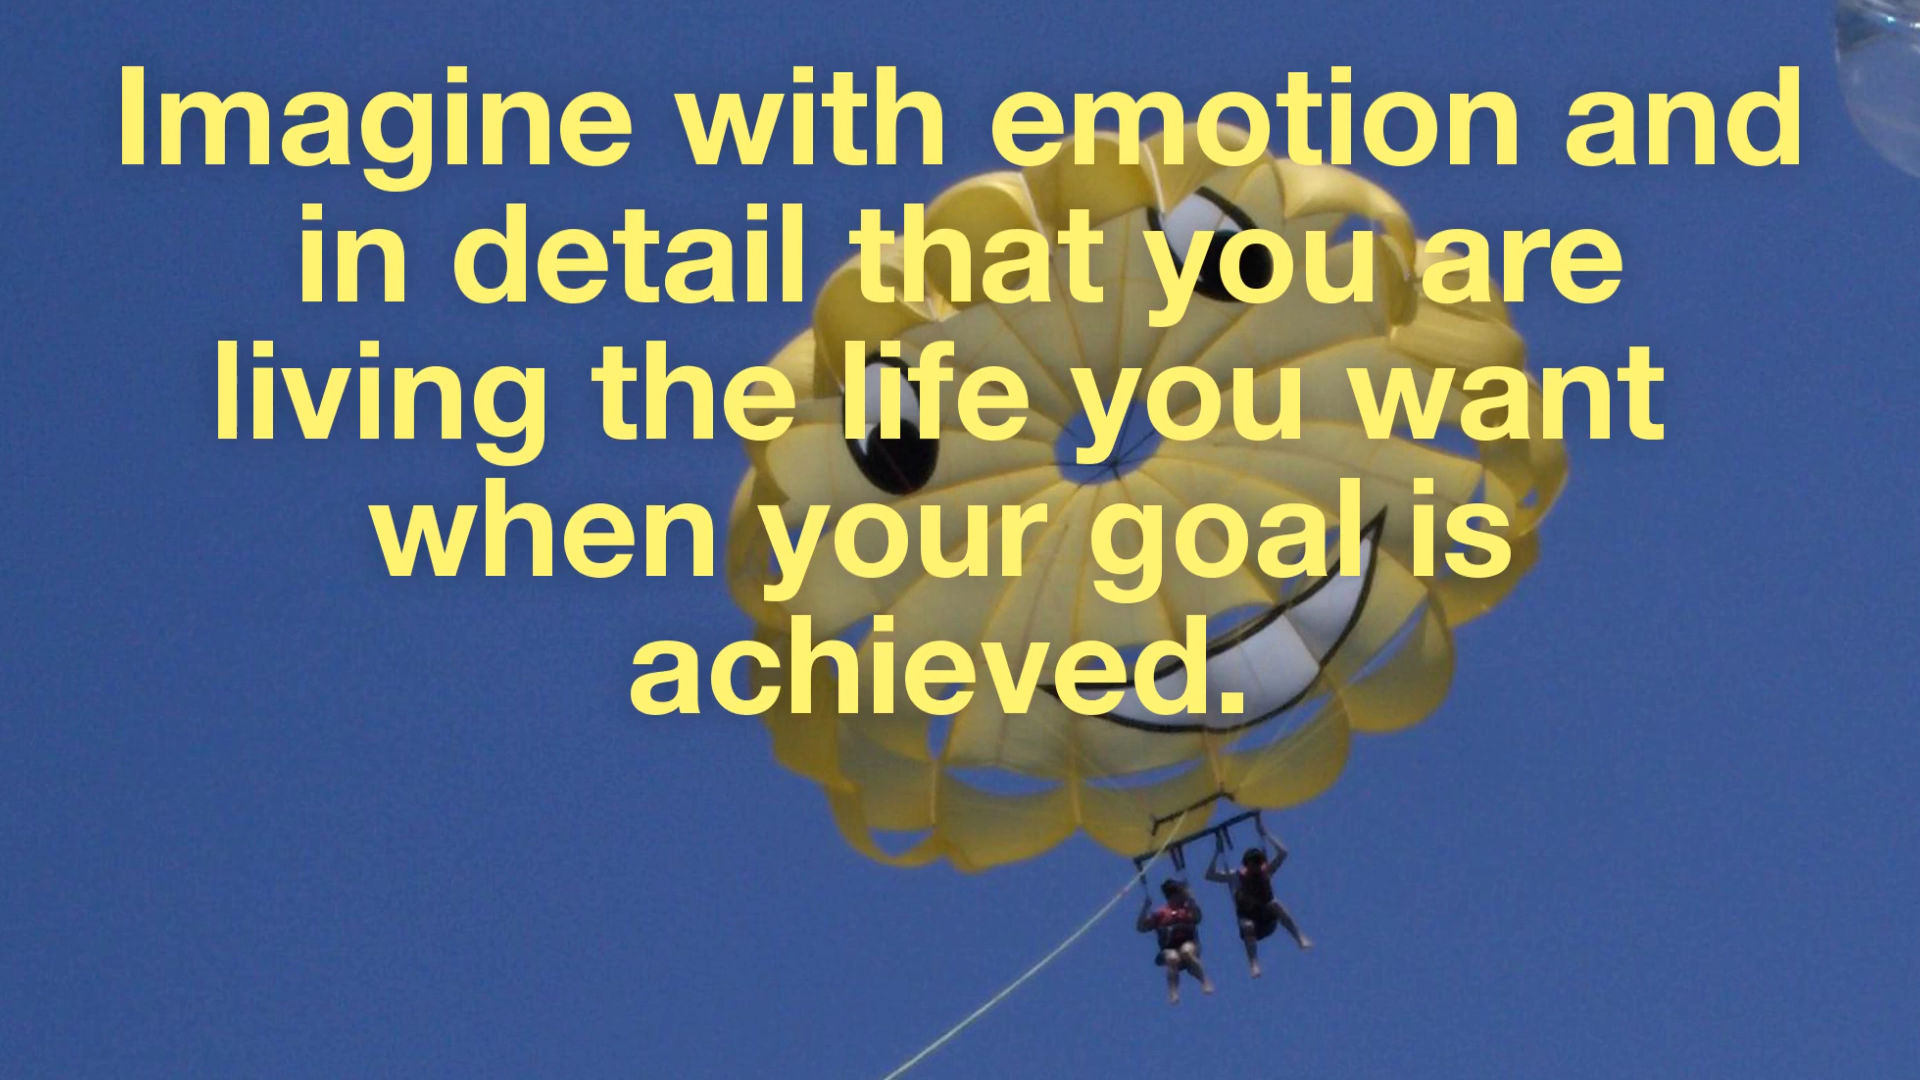 Imagine with emotion and
in detail that you are
living the life you want
when your goal is
achieved.